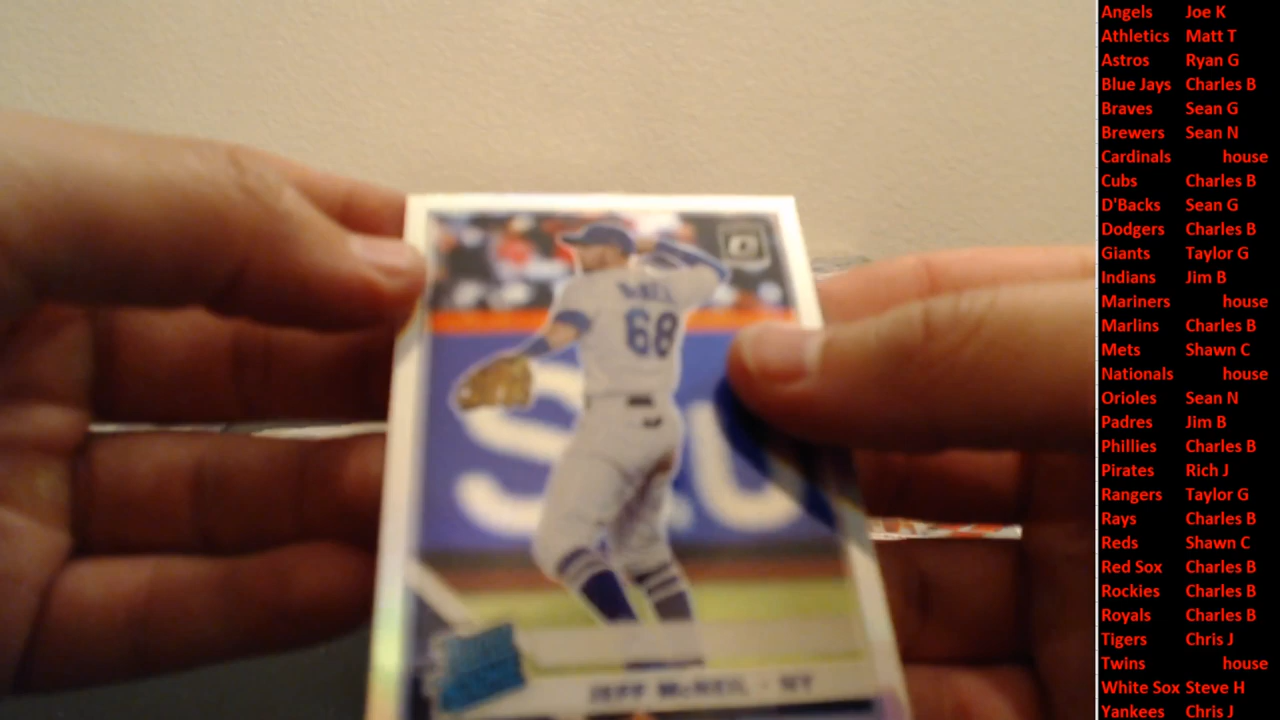 Angels Joe K
Athletics Matt T
Astros Ryan G
Blue Jays Charles B
Braves Sean G
Brewers Sean N
Cardinals house
Cubs Charles B
D'Backs Sean G
Dodgers Charles B
Giants Taylor G
Indians Jim B
Mariners house
Marlins Charles B
Mets Shawn C
Nationals house
Orioles Sean N
Padres Jim B
Phillies Charles B
Pirates Rich J
Rangers Taylor G
Rays Charles B
Reds Shawn C
Red Sox Charles B
Rockies Charles B
Royals Charles B
Tigers Chris J
Twins house
White Sox Steve H
Yankees Chris J
68
JEFF McNEIL - NY